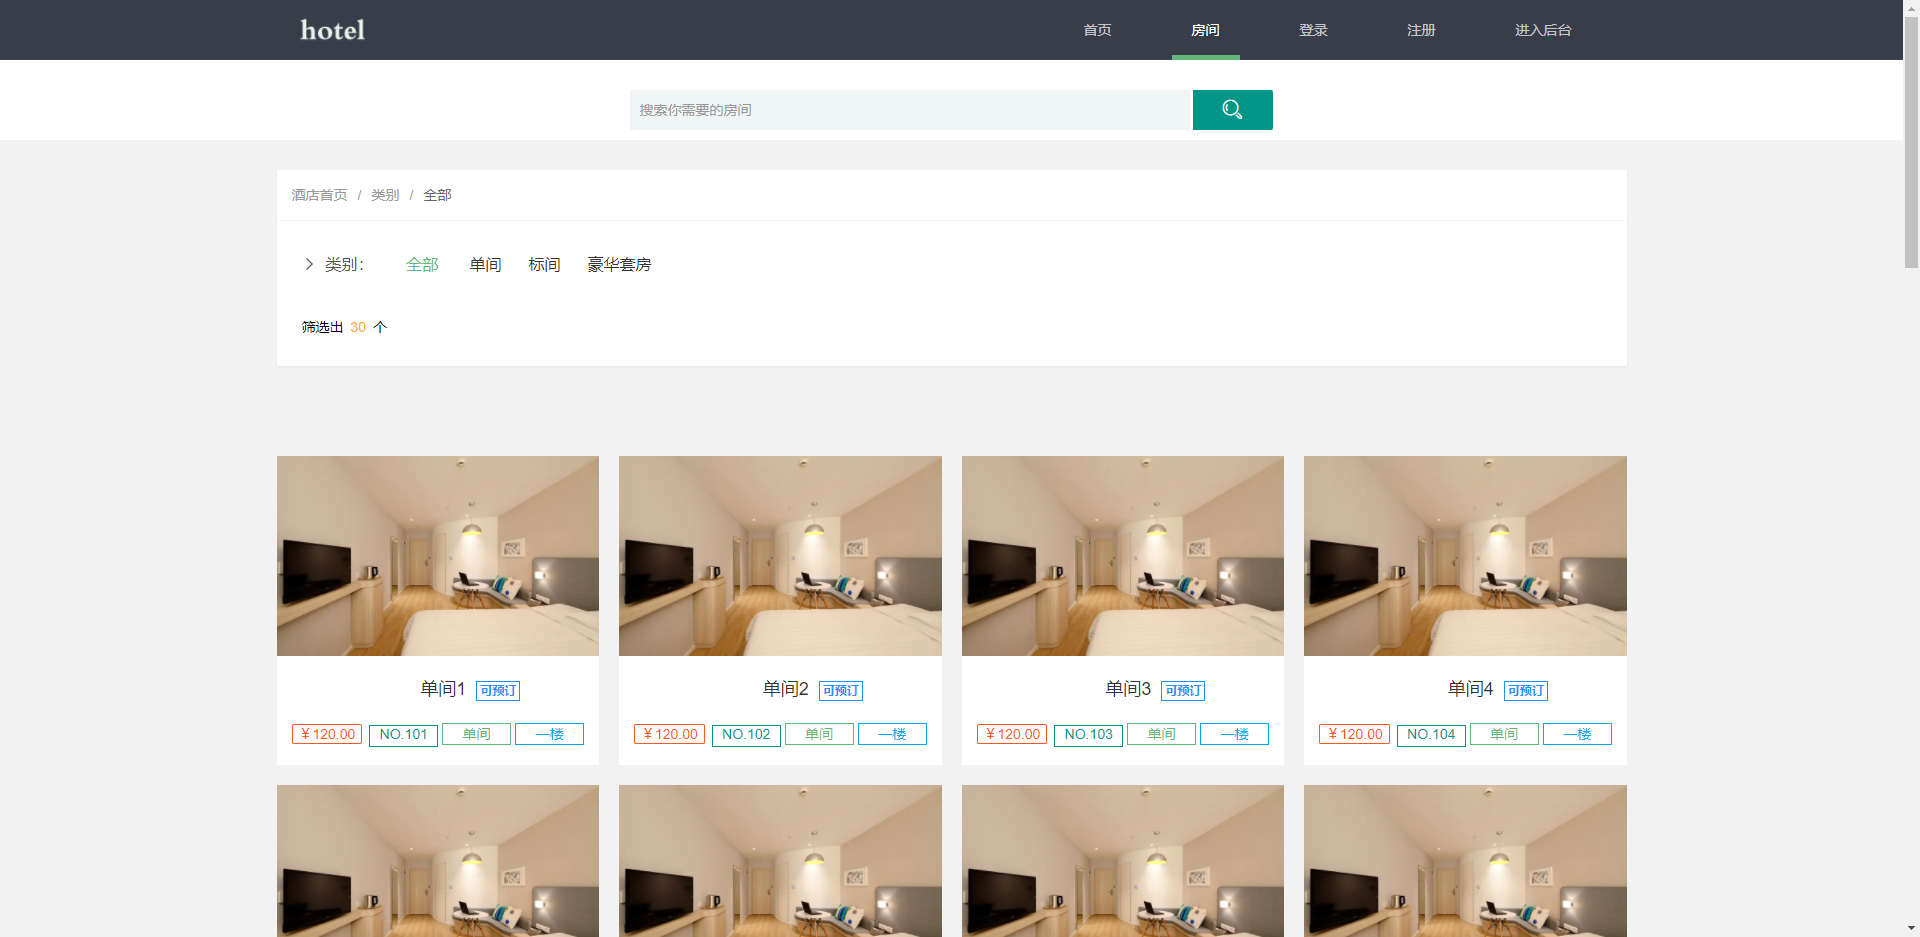 hotel 首页 房间 登录 注册 进入后台
搜索你需要的房间
酒店首页 / 类别 / 全部
类别： 全部 单间 标间 豪华套房
筛选出 30 个
单间1 可预订
¥120.00 NO.101 单间 一楼
单间2 可预订
¥120.00 NO.102 单间 一楼
单间3 可预订
¥120.00 NO.103 单间 一楼
单间4 可预订
¥120.00 NO.104 单间 一楼